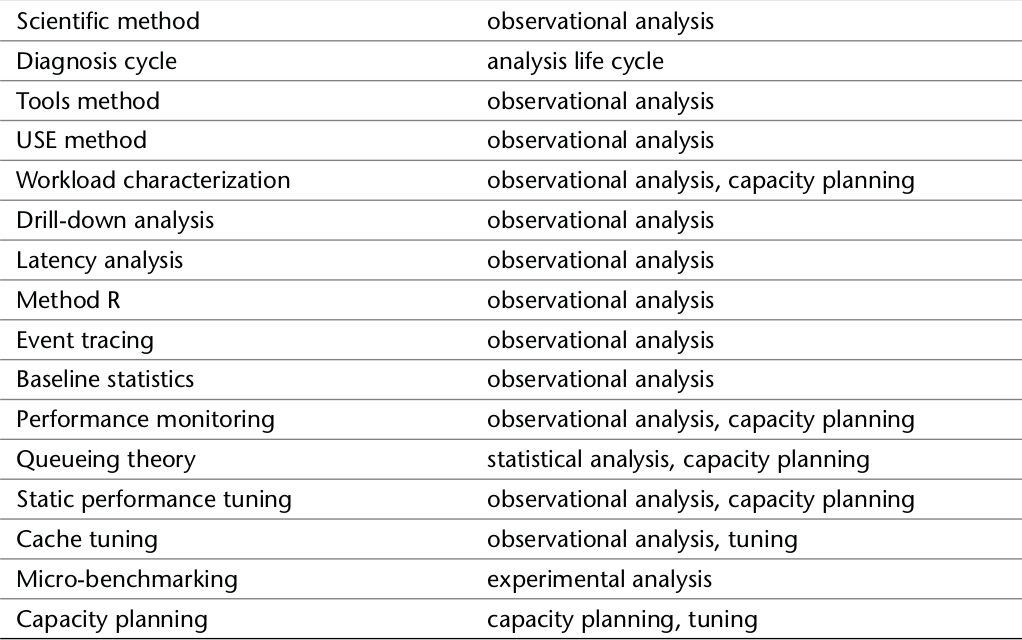 Scientific method observational analysis
Diagnosis cycle analysis life cycle
Tools method observational analysis
USE method observational analysis
Workload characterization observational analysis, capacity planning
Drill-down analysis observational analysis
Latency analysis observational analysis
Method R observational analysis
Event tracing observational analysis
Baseline statistics observational analysis
Performance monitoring observational analysis, capacity planning
Queueing theory statistical analysis, capacity planning
Static performance tuning observational analysis, capacity planning
Cache tuning observational analysis, tuning
Micro-benchmarking experimental analysis
Capacity planning capacity planning, tuning